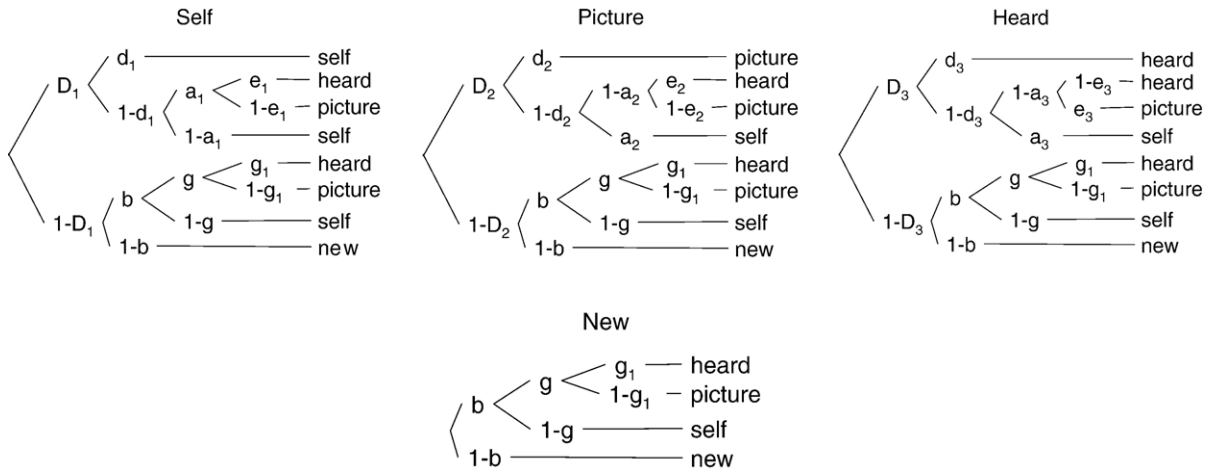 Self
D₁
d₁
self
1-d₁
a₁
e₁
heard
1-e₁
picture
1-a₁
self
1-D₁
b
g
g₁
heard
1-g₁
picture
1-g
self
1-b
new
Picture
D₂
d₂
picture
1-d₂
1-a₂
e₂
heard
1-e₂
picture
a₂
self
1-D₂
b
g
g₁
heard
1-g₁
picture
1-g
self
1-b
new
Heard
D₃
d₃
heard
1-d₃
1-a₃
1-e₃
heard
e₃
picture
a₃
self
1-D₃
b
g
g₁
heard
1-g₁
picture
1-g
self
1-b
new
New
b
g
g₁
heard
1-g₁
picture
1-g
self
1-b
new